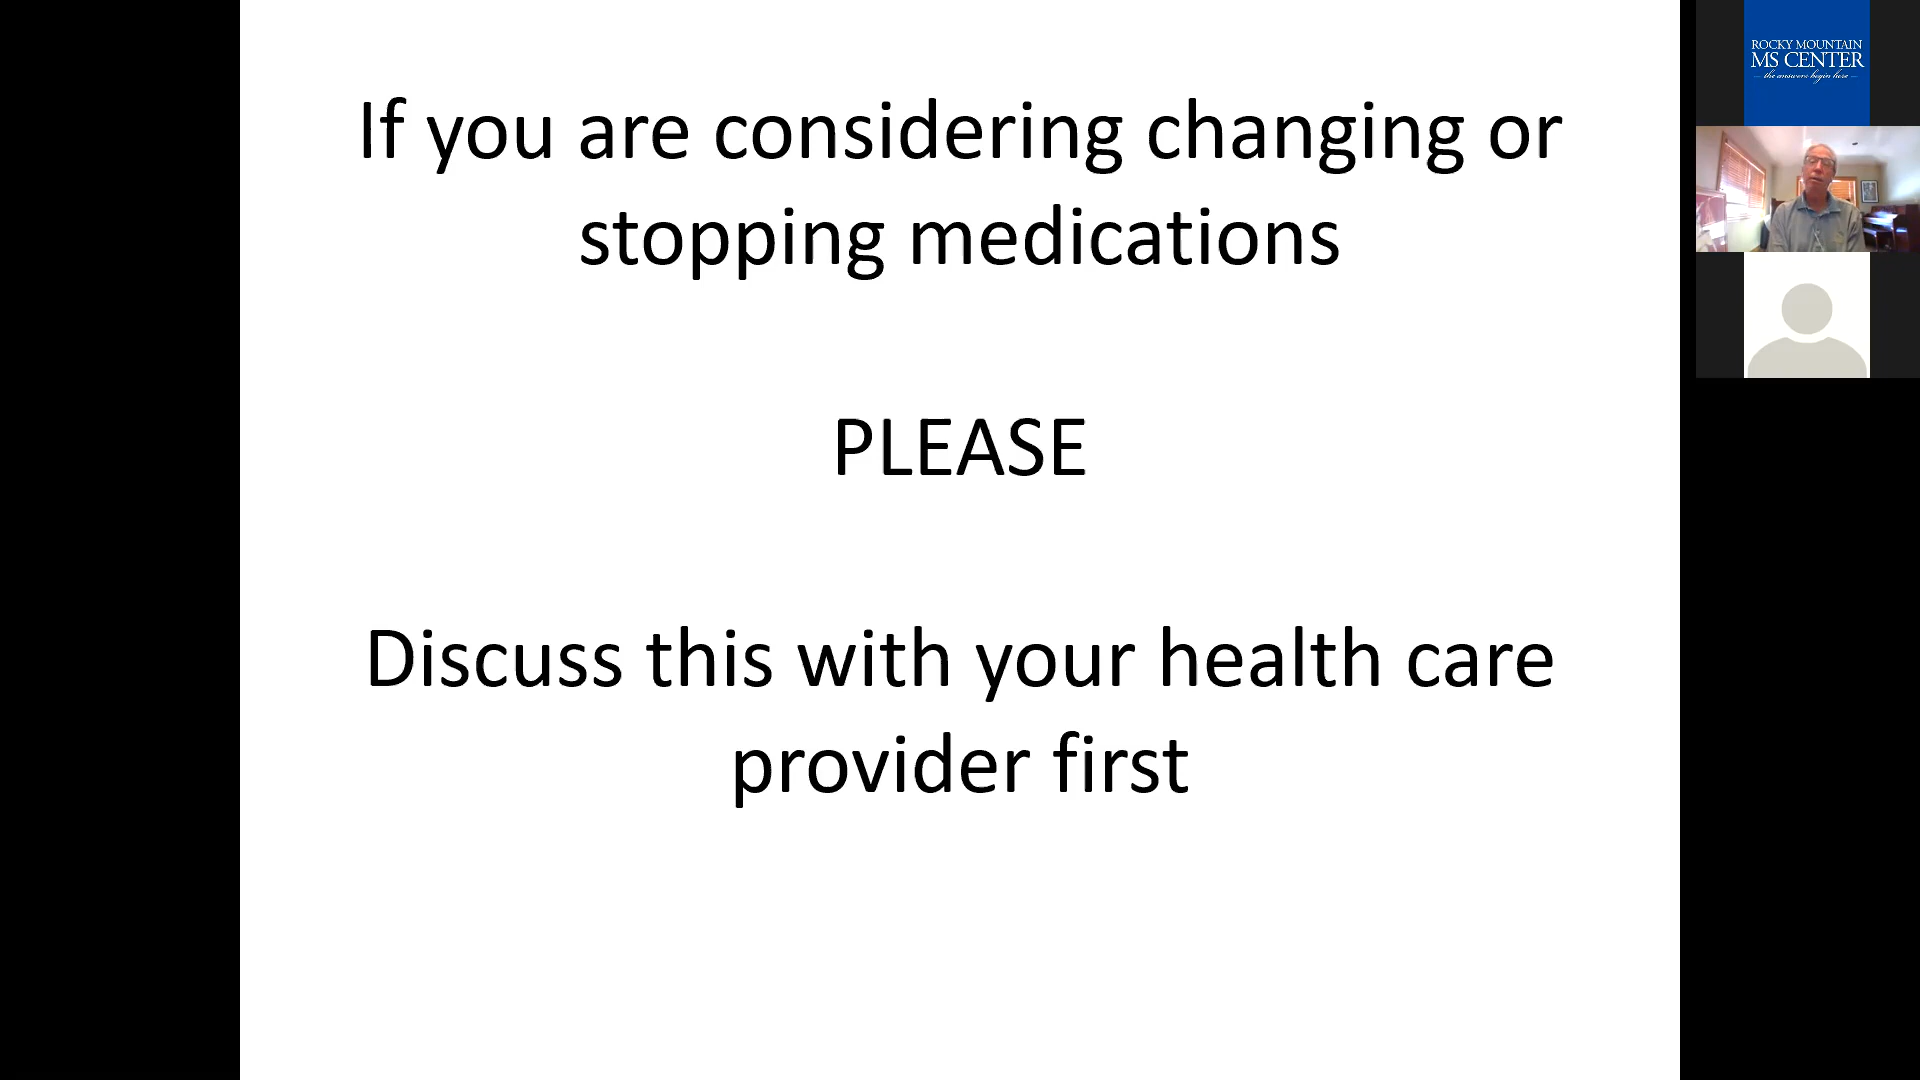 If you are considering changing or
stopping medications
PLEASE
Discuss this with your health care
provider first
ROCKY MOUNTAIN
MS CENTER
the answers begin here